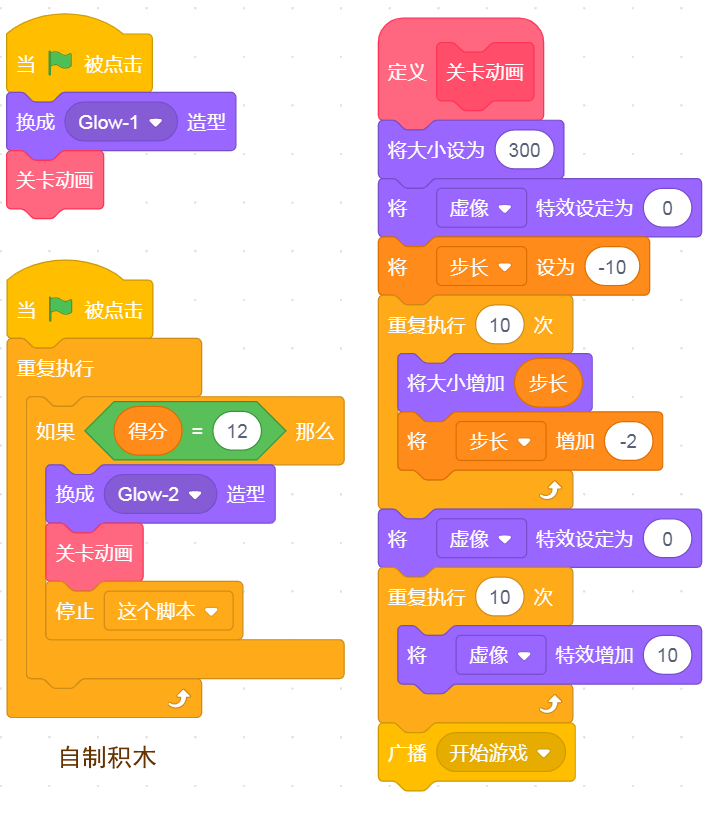 当 被点击
换成 Glow-1 造型
关卡动画
当 被点击
重复执行
如果 得分 = 12 那么
换成 Glow-2 造型
关卡动画
停止 这个脚本
自制积木
定义 关卡动画
将大小设为 300
将 虚像 特效设定为 0
将 步长 设为 -10
重复执行 10 次
将大小增加 步长
将 步长 增加 -2
将 虚像 特效设定为 0
重复执行 10 次
将 虚像 特效增加 10
广播 开始游戏